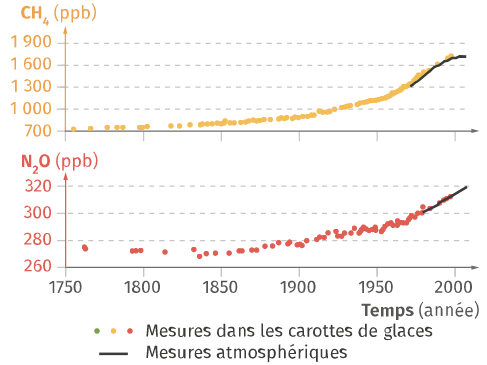 CH₄ (ppb)
1 900
1 600
1 300
1 000
700
N₂O (ppb)
320
300
280
260
1750 1800 1850 1900 1950 2000
Temps (année)
Mesures dans les carottes de glaces
Mesures atmosphériques